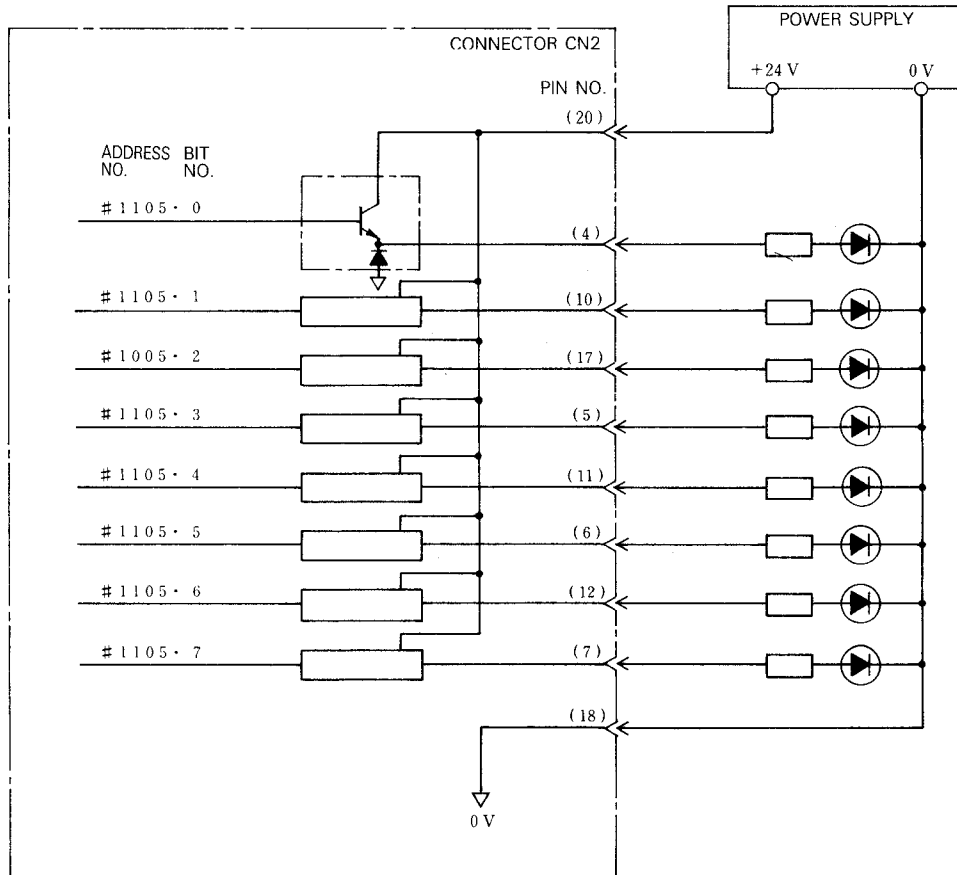 POWER SUPPLY
+24 V 0 V
CONNECTOR CN2
PIN NO.
(20)
ADDRESS BIT
NO. NO.
#1105·0 (4)
#1105·1 (10)
#1005·2 (17)
#1105·3 (5)
#1105·4 (11)
#1105·5 (6)
#1105·6 (12)
#1105·7 (7)
(18)
0 V